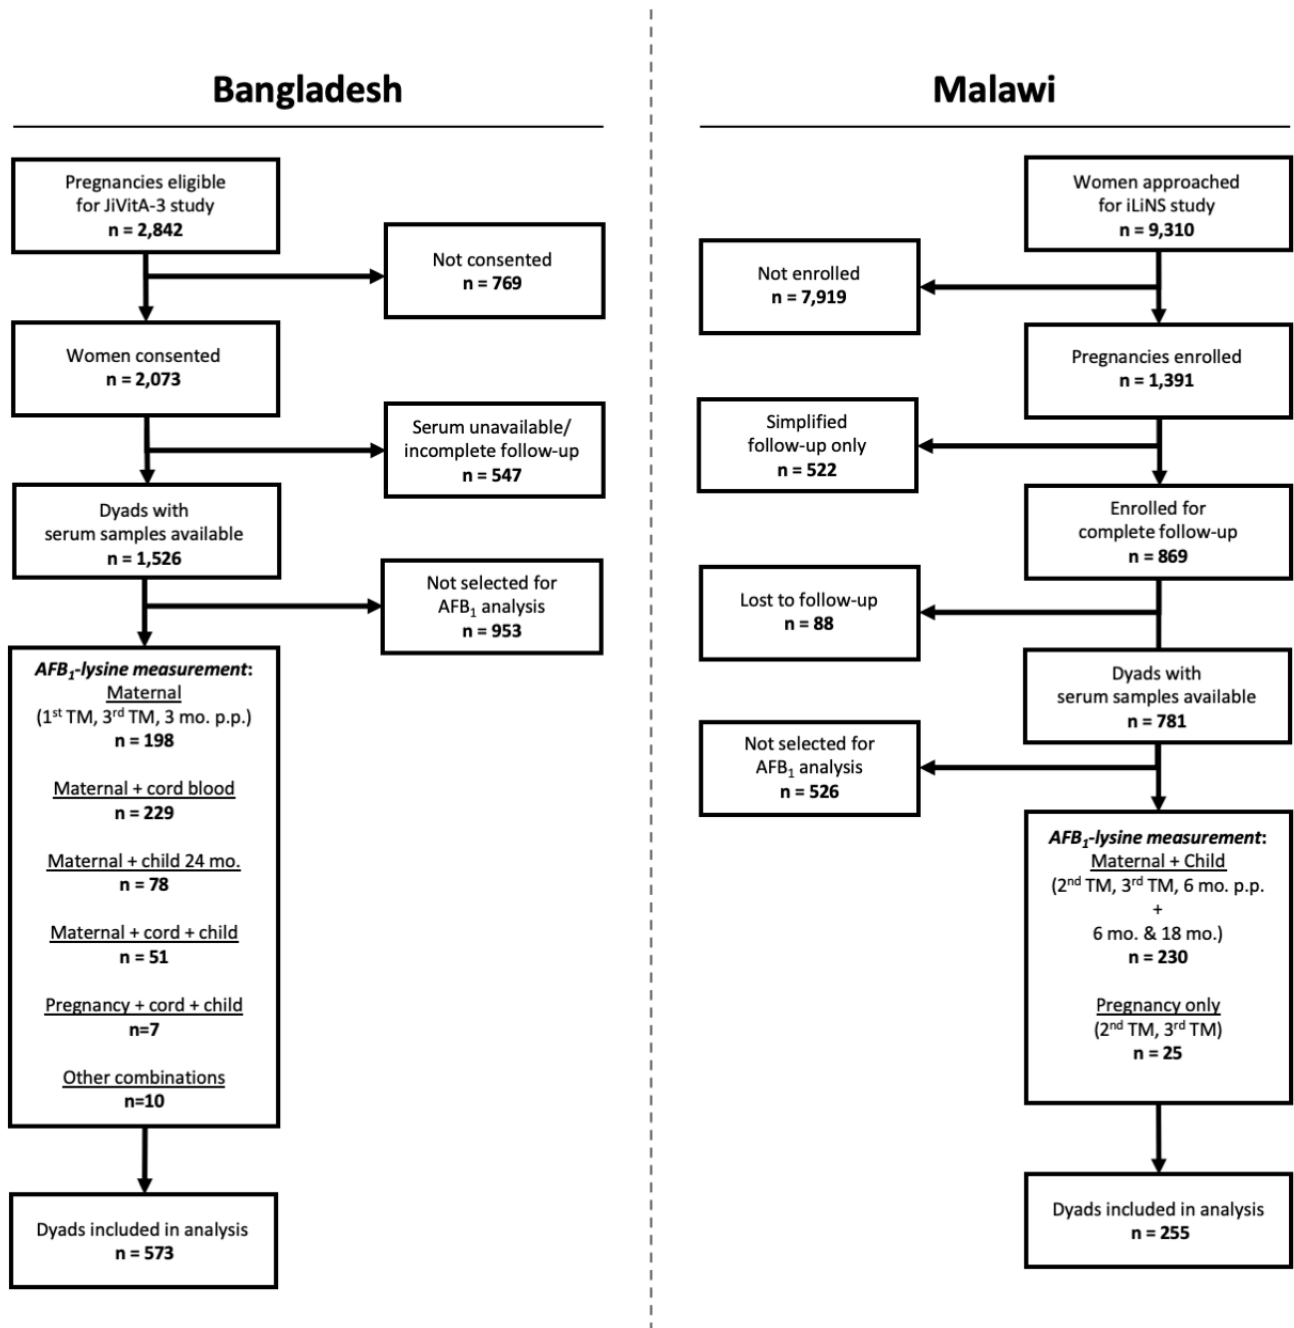 Bangladesh
Pregnancies eligible
for JiVitA-3 study
n = 2,842
Not consented
n = 769
Women consented
n = 2,073
Serum unavailable/
incomplete follow-up
n = 547
Dyads with
serum samples available
n = 1,526
Not selected for
AFB₁ analysis
n = 953
AFB₁-lysine measurement:
Maternal
(1ˢᵗ TM, 3ʳᵈ TM, 3 mo. p.p.)
n = 198
Maternal + cord blood
n = 229
Maternal + child 24 mo.
n = 78
Maternal + cord + child
n = 51
Pregnancy + cord + child
n=7
Other combinations
n=10
Dyads included in analysis
n = 573
Malawi
Women approached
for iLiNS study
n = 9,310
Not enrolled
n = 7,919
Pregnancies enrolled
n = 1,391
Simplified
follow-up only
n = 522
Enrolled for
complete follow-up
n = 869
Lost to follow-up
n = 88
Dyads with
serum samples available
n = 781
Not selected for
AFB₁ analysis
n = 526
AFB₁-lysine measurement:
Maternal + Child
(2ⁿᵈ TM, 3ʳᵈ TM, 6 mo. p.p.
+
6 mo. & 18 mo.)
n = 230
Pregnancy only
(2ⁿᵈ TM, 3ʳᵈ TM)
n = 25
Dyads included in analysis
n = 255